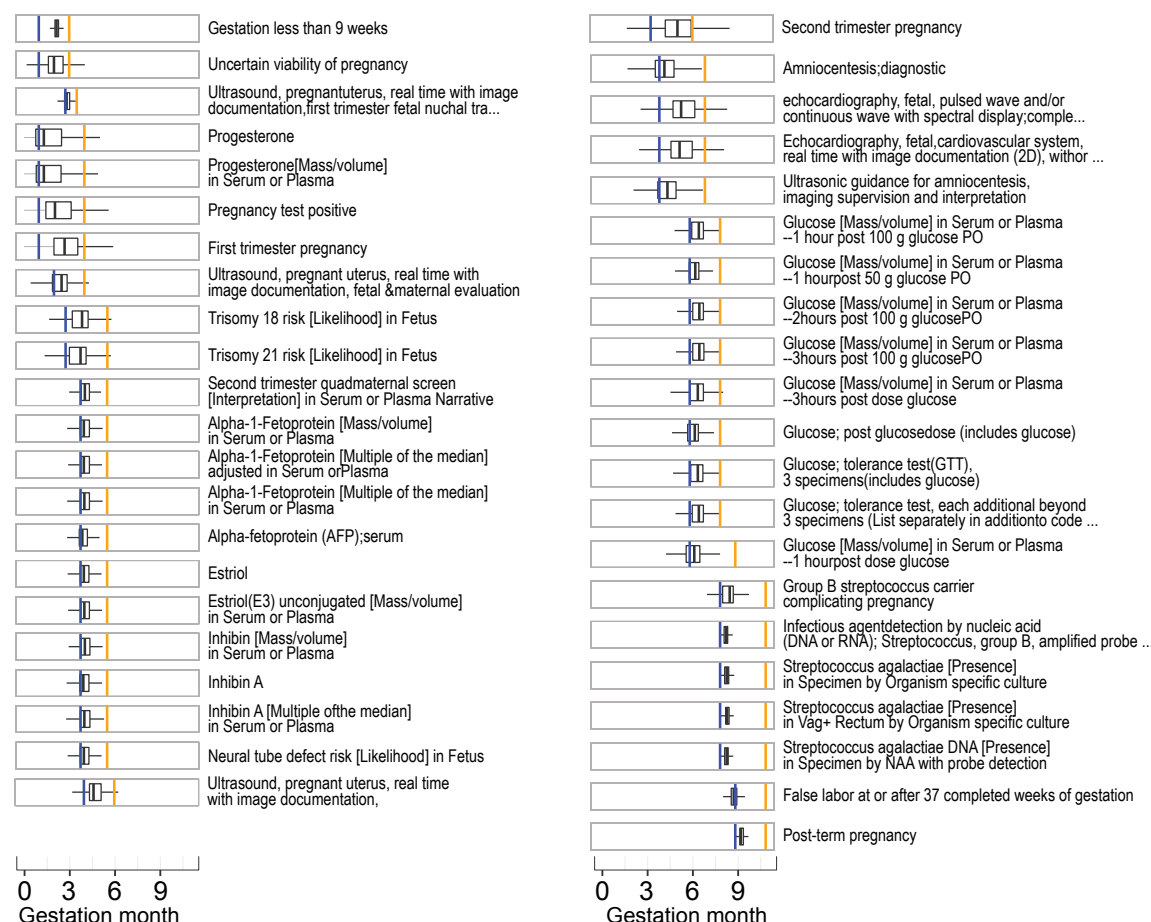 Gestation less than 9 weeks
Uncertain viability of pregnancy
Ultrasound, pregnantuterus, real time with image
documentation,first trimester fetal nuchal tra...
Progesterone
Progesterone[Mass/volume]
in Serum or Plasma
Pregnancy test positive
First trimester pregnancy
Ultrasound, pregnant uterus, real time with
image documentation, fetal &maternal evaluation
Trisomy 18 risk [Likelihood] in Fetus
Trisomy 21 risk [Likelihood] in Fetus
Second trimester quadmaternal screen
[Interpretation] in Serum or Plasma Narrative
Alpha-1-Fetoprotein [Mass/volume]
in Serum or Plasma
Alpha-1-Fetoprotein [Multiple of the median]
adjusted in Serum orPlasma
Alpha-1-Fetoprotein [Multiple of the median]
in Serum or Plasma
Alpha-fetoprotein (AFP);serum
Estriol
Estriol(E3) unconjugated [Mass/volume]
in Serum or Plasma
Inhibin [Mass/volume]
in Serum or Plasma
Inhibin A
Inhibin A [Multiple ofthe median]
in Serum or Plasma
Neural tube defect risk [Likelihood] in Fetus
Ultrasound, pregnant uterus, real time
with image documentation,
0 3 6 9
Gestation month
Second trimester pregnancy
Amniocentesis;diagnostic
echocardiography, fetal, pulsed wave and/or
continuous wave with spectral display;comple...
Echocardiography, fetal,cardiovascular system,
real time with image documentation (2D), withor ...
Ultrasonic guidance for amniocentesis,
imaging supervision and interpretation
Glucose [Mass/volume] in Serum or Plasma
--1 hour post 100 g glucose PO
Glucose [Mass/volume] in Serum or Plasma
--1 hourpost 50 g glucose PO
Glucose [Mass/volume] in Serum or Plasma
--2hours post 100 g glucosePO
Glucose [Mass/volume] in Serum or Plasma
--3hours post 100 g glucosePO
Glucose [Mass/volume] in Serum or Plasma
--3hours post dose glucose
Glucose; post glucosedose (includes glucose)
Glucose; tolerance test(GTT),
3 specimens(includes glucose)
Glucose; tolerance test, each additional beyond
3 specimens (List separately in additionto code ...
Glucose [Mass/volume] in Serum or Plasma
--1 hourpost dose glucose
Group B streptococcus carrier
complicating pregnancy
Infectious agentdetection by nucleic acid
(DNA or RNA); Streptococcus, group B, amplified probe ...
Streptococcus agalactiae [Presence]
in Specimen by Organism specific culture
Streptococcus agalactiae [Presence]
in Vag+ Rectum by Organism specific culture
Streptococcus agalactiae DNA [Presence]
in Specimen by NAA with probe detection
False labor at or after 37 completed weeks of gestation
Post-term pregnancy
0 3 6 9
Gestation month